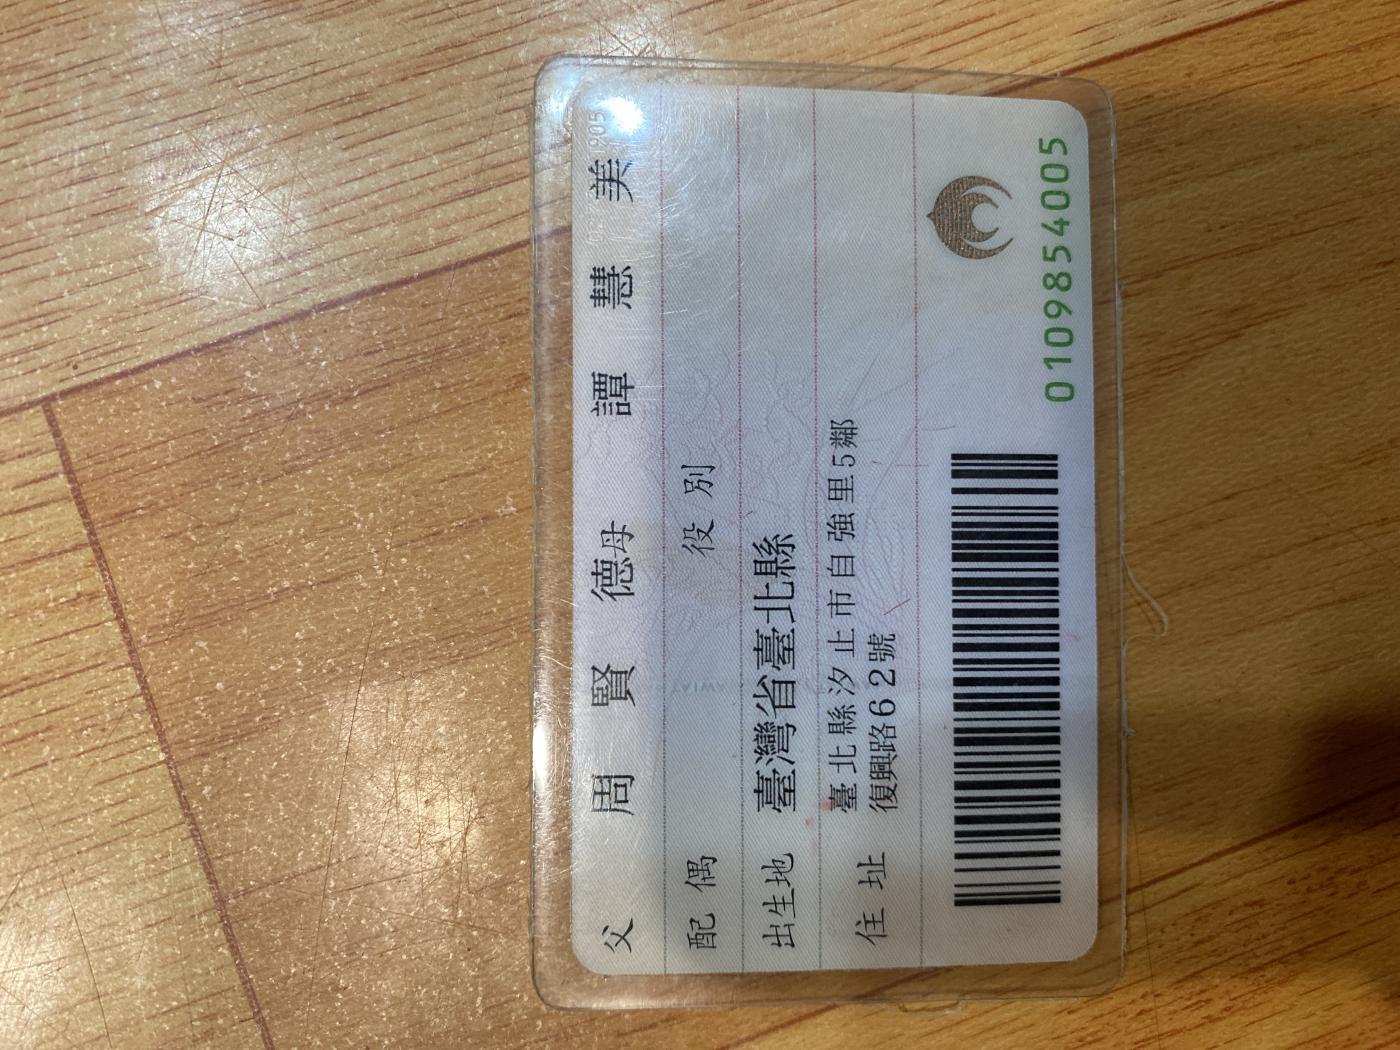 父 周賢德 母 譚慧美
配偶 役別
出生地 臺灣省臺北縣
住址 臺北縣汐止市自強里5鄰
復興路62號
0109854005